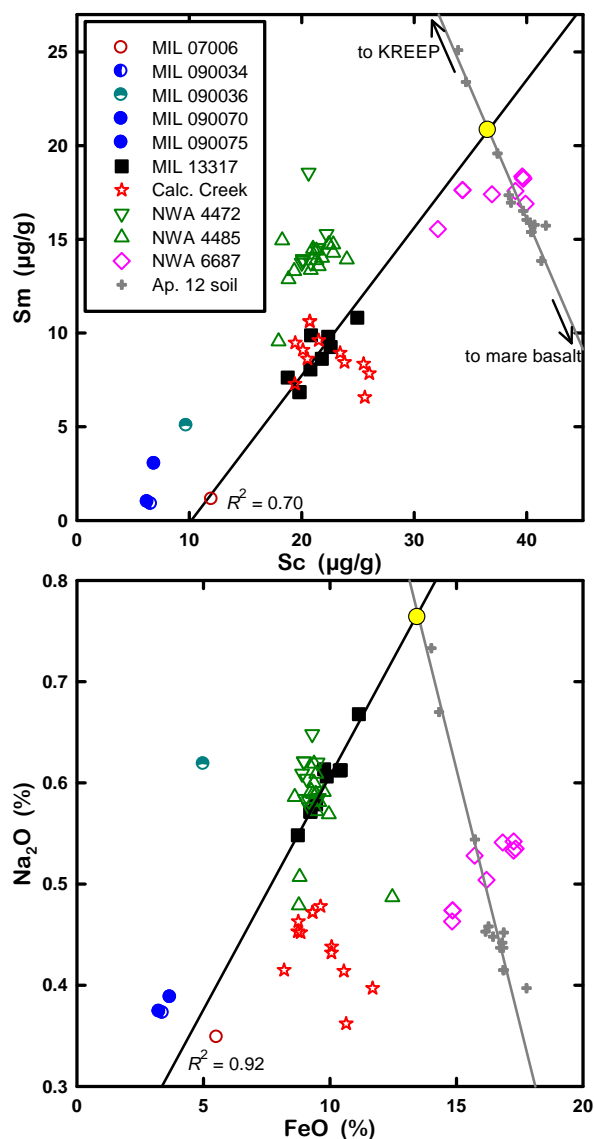 25
20
15
10
5
0
Sm (µg/g)
to KREEP
MIL 07006
MIL 090034
MIL 090036
MIL 090070
MIL 090075
MIL 13317
Calc. Creek
NWA 4472
NWA 4485
NWA 6687
Ap. 12 soil
to mare basalt
R² = 0.70
0 10 20 30 40
Sc (µg/g)
0.8
0.7
0.6
0.5
0.4
0.3
Na₂O (%)
R² = 0.92
0 5 10 15 20
FeO (%)